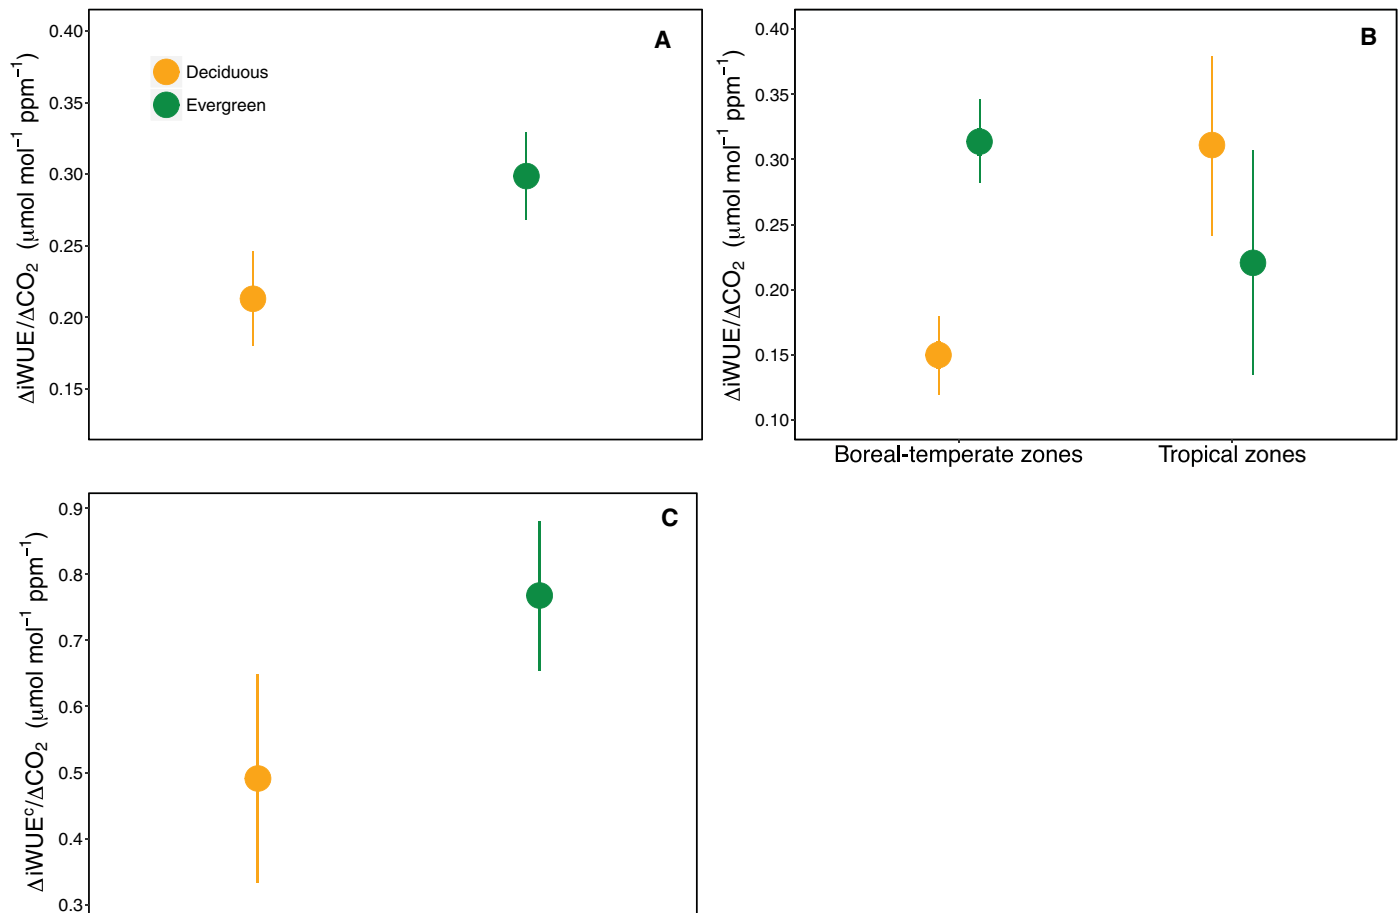 A
ΔiWUE/ΔCO₂ (μmol mol⁻¹ ppm⁻¹)
0.40
0.35
0.30
0.25
0.20
0.15
Deciduous
Evergreen
B
ΔiWUE/ΔCO₂ (μmol mol⁻¹ ppm⁻¹)
0.40
0.35
0.30
0.25
0.20
0.15
0.10
Boreal-temperate zones
Tropical zones
C
ΔiWUEᶜ/ΔCO₂ (μmol mol⁻¹ ppm⁻¹)
0.9
0.8
0.7
0.6
0.5
0.4
0.3